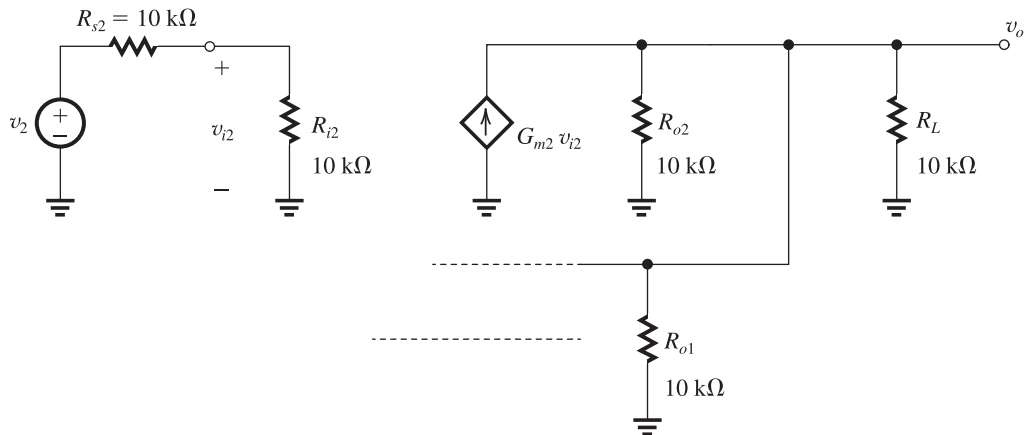 R_{s2} = 10 kΩ
v_o
+
v_2
+
−
v_{i2}
−
R_{i2}
10 kΩ
G_{m2} v_{i2}
R_{o2}
10 kΩ
R_L
10 kΩ
R_{o1}
10 kΩ